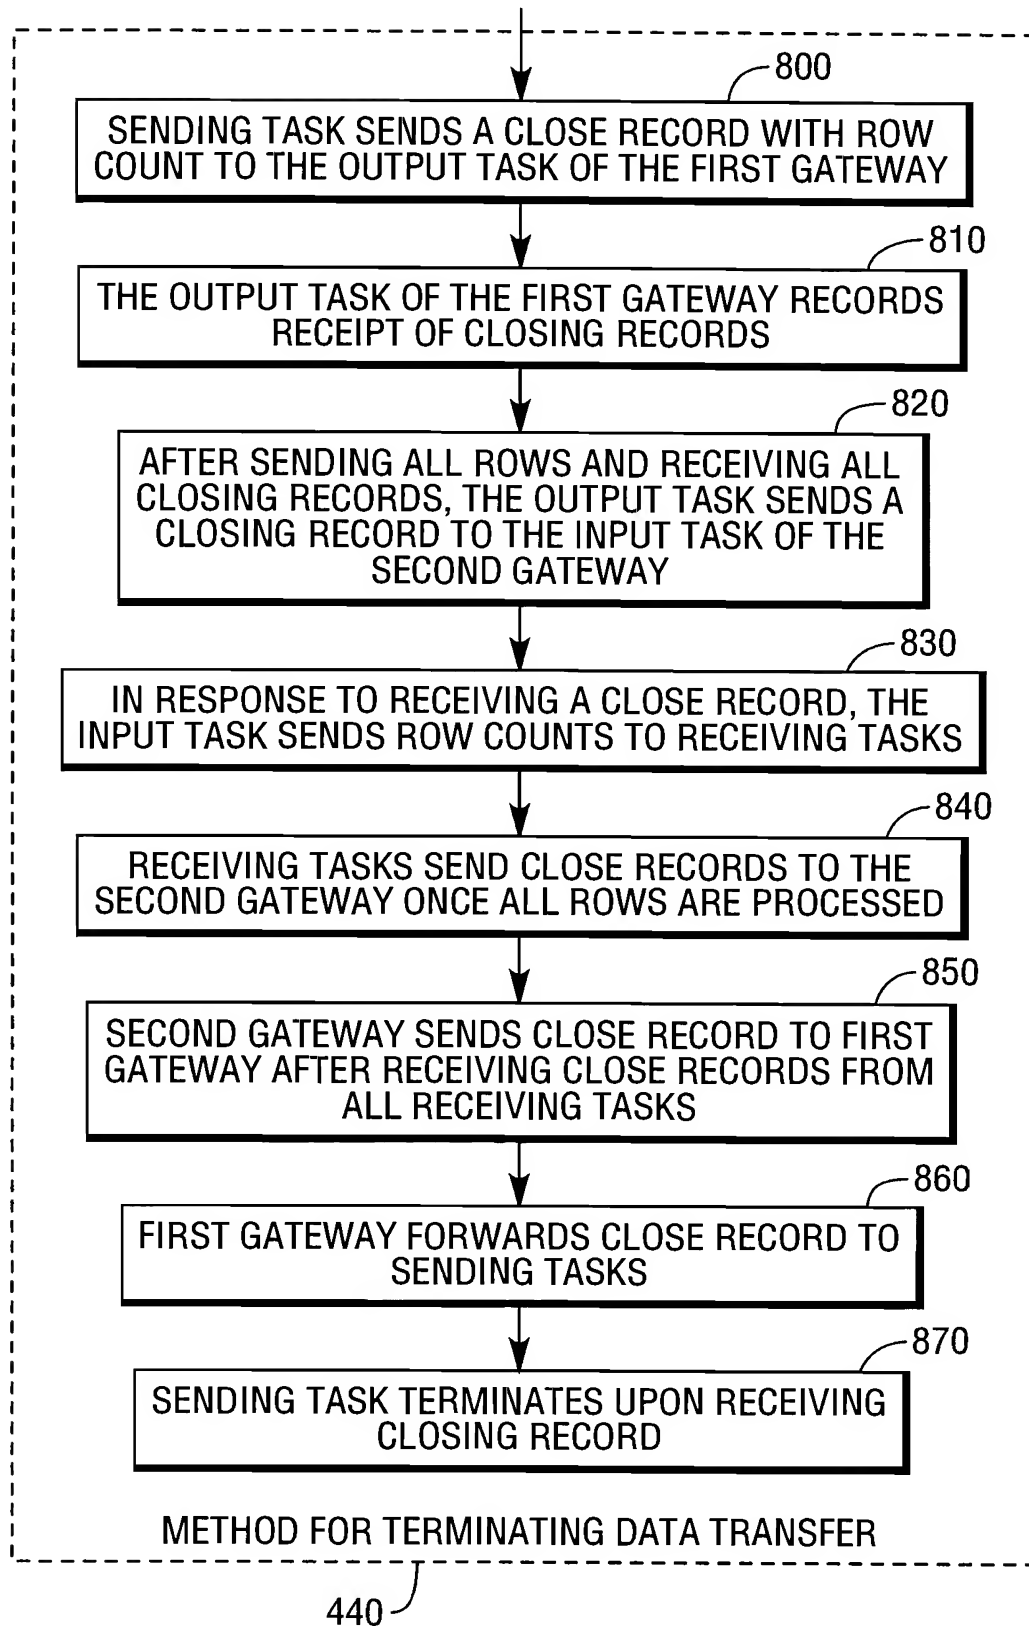 800
SENDING TASK SENDS A CLOSE RECORD WITH ROW
COUNT TO THE OUTPUT TASK OF THE FIRST GATEWAY
810
THE OUTPUT TASK OF THE FIRST GATEWAY RECORDS
RECEIPT OF CLOSING RECORDS
820
AFTER SENDING ALL ROWS AND RECEIVING ALL
CLOSING RECORDS, THE OUTPUT TASK SENDS A
CLOSING RECORD TO THE INPUT TASK OF THE
SECOND GATEWAY
830
IN RESPONSE TO RECEIVING A CLOSE RECORD, THE
INPUT TASK SENDS ROW COUNTS TO RECEIVING TASKS
840
RECEIVING TASKS SEND CLOSE RECORDS TO THE
SECOND GATEWAY ONCE ALL ROWS ARE PROCESSED
850
SECOND GATEWAY SENDS CLOSE RECORD TO FIRST
GATEWAY AFTER RECEIVING CLOSE RECORDS FROM
ALL RECEIVING TASKS
860
FIRST GATEWAY FORWARDS CLOSE RECORD TO
SENDING TASKS
870
SENDING TASK TERMINATES UPON RECEIVING
CLOSING RECORD
METHOD FOR TERMINATING DATA TRANSFER
440